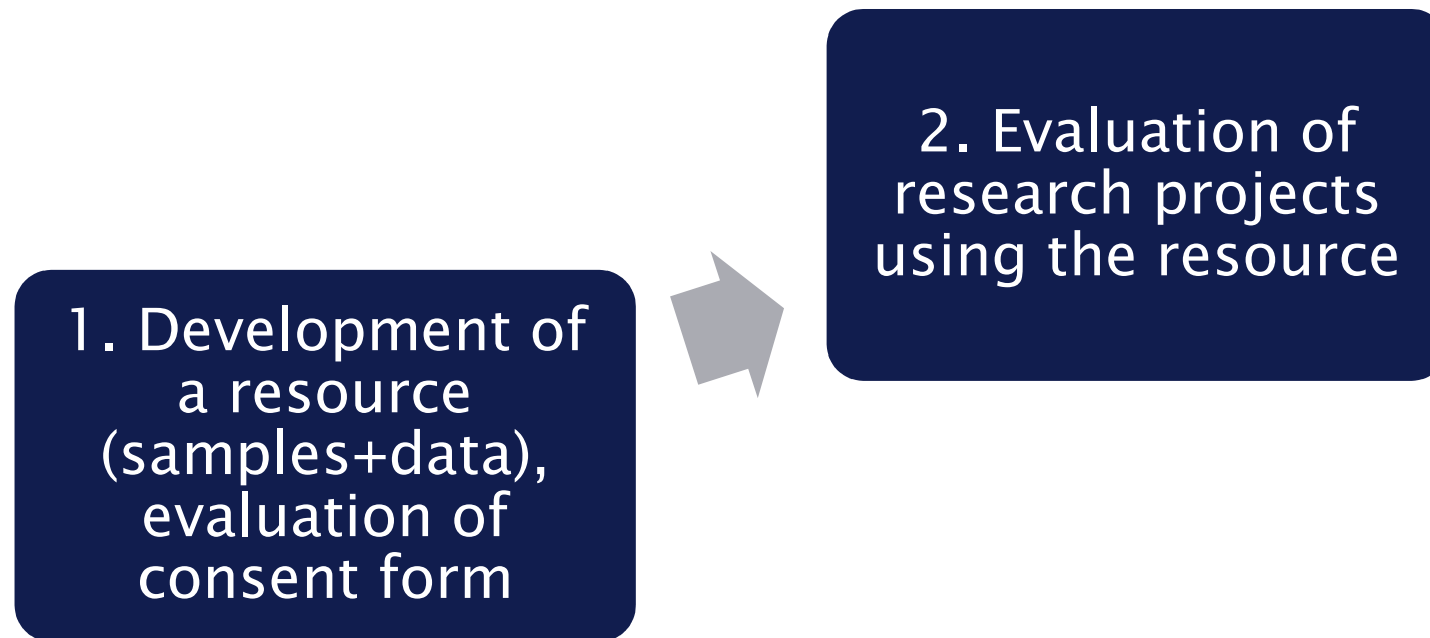 1. Development of
a resource
(samples+data),
evaluation of
consent form
2. Evaluation of
research projects
using the resource